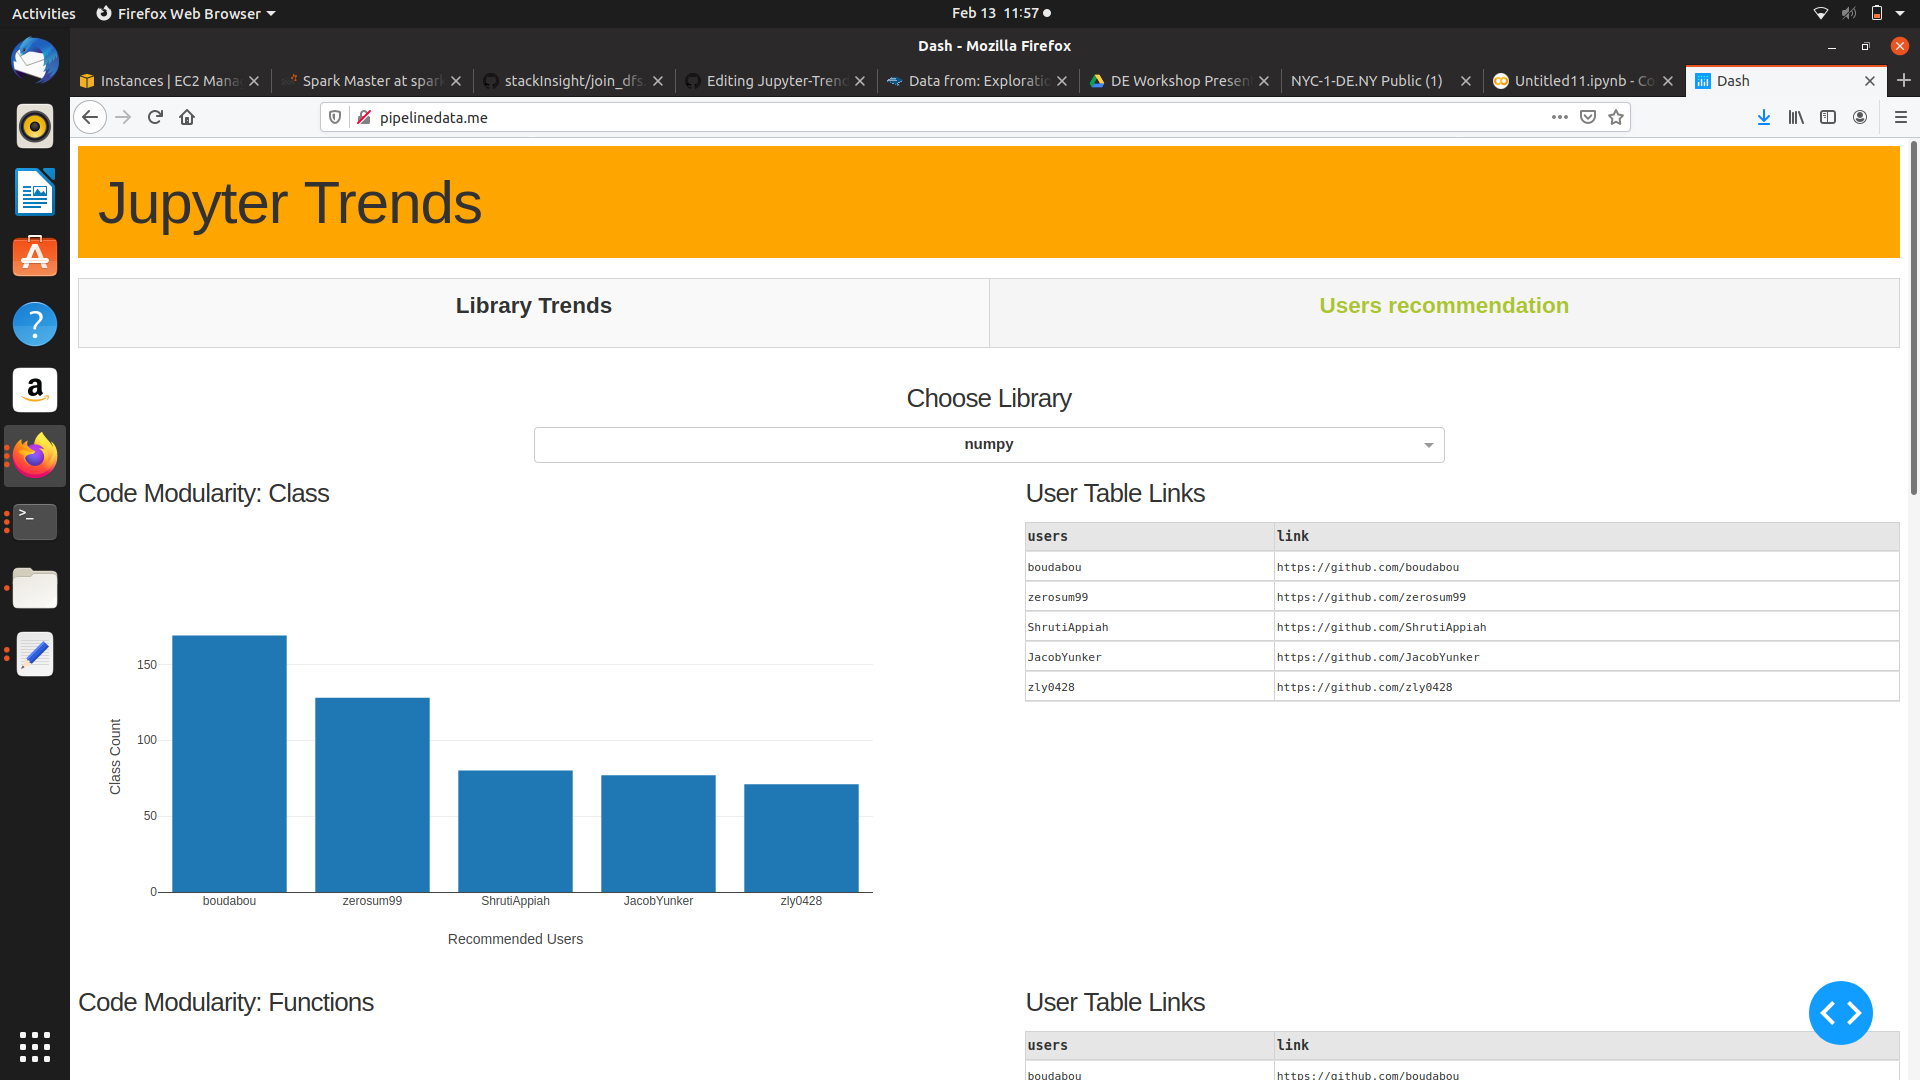 Activities Firefox Web Browser Feb 13 11:57
Dash - Mozilla Firefox
Instances | EC2 Mana Spark Master at spark stackInsight/join_dfs. Editing Jupyter-Trend Data from: Exploratio DE Workshop Presen NYC-1-DE.NY Public (1) Untitled11.ipynb - Co Dash
pipelinedata.me
Jupyter Trends
Library Trends Users recommendation
Choose Library
numpy
Code Modularity: Class User Table Links
users link
boudabou https://github.com/boudabou
zerosum99 https://github.com/zerosum99
ShrutiAppiah https://github.com/ShrutiAppiah
JacobYunker https://github.com/JacobYunker
zly0428 https://github.com/zly0428
150
100
50
0
Class Count
boudabou zerosum99 ShrutiAppiah JacobYunker zly0428
Recommended Users
Code Modularity: Functions User Table Links
users link
boudabou https://github.com/boudabou